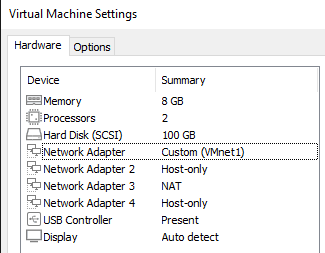 Virtual Machine Settings
Hardware Options
Device Summary
Memory 8 GB
Processors 2
Hard Disk (SCSI) 100 GB
Network Adapter Custom (VMnet1)
Network Adapter 2 Host-only
Network Adapter 3 NAT
Network Adapter 4 Host-only
USB Controller Present
Display Auto detect